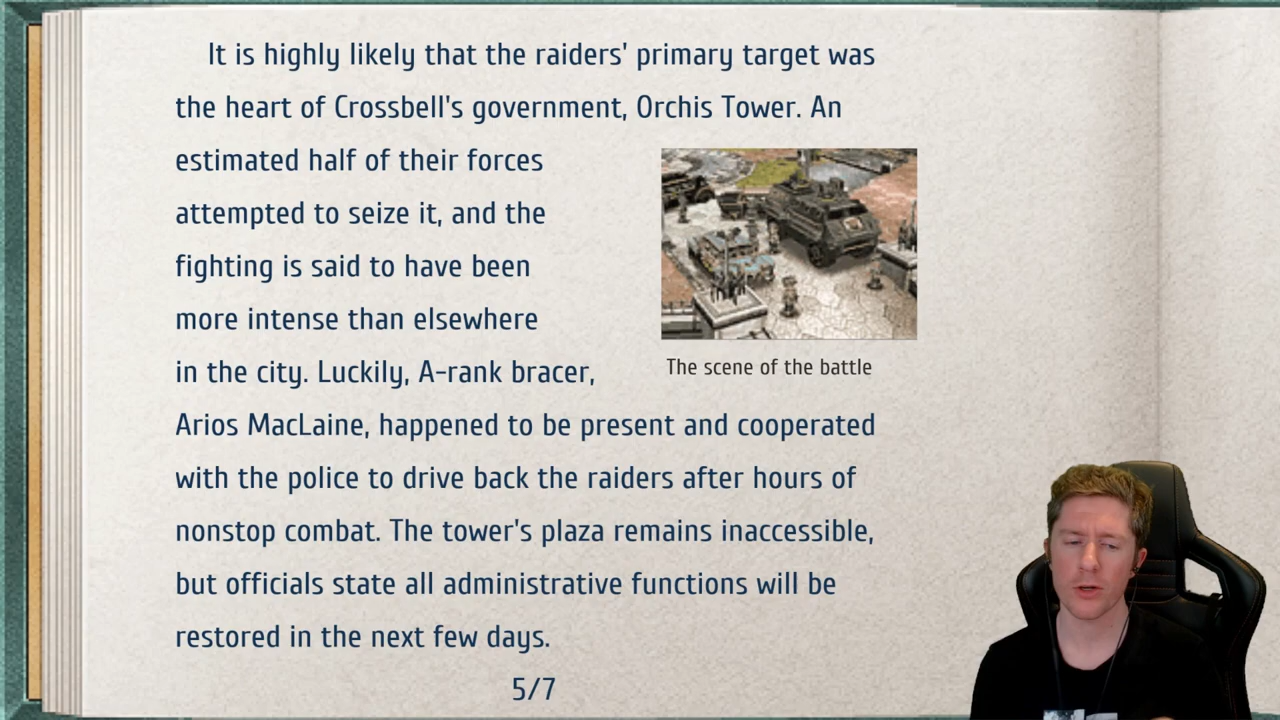 It is highly likely that the raiders' primary target was
the heart of Crossbell's government, Orchis Tower. An
estimated half of their forces
attempted to seize it, and the
fighting is said to have been
more intense than elsewhere
in the city. Luckily, A-rank bracer,
The scene of the battle
Arios MacLaine, happened to be present and cooperated
with the police to drive back the raiders after hours of
nonstop combat. The tower's plaza remains inaccessible,
but officials state all administrative functions will be
restored in the next few days.
5/7